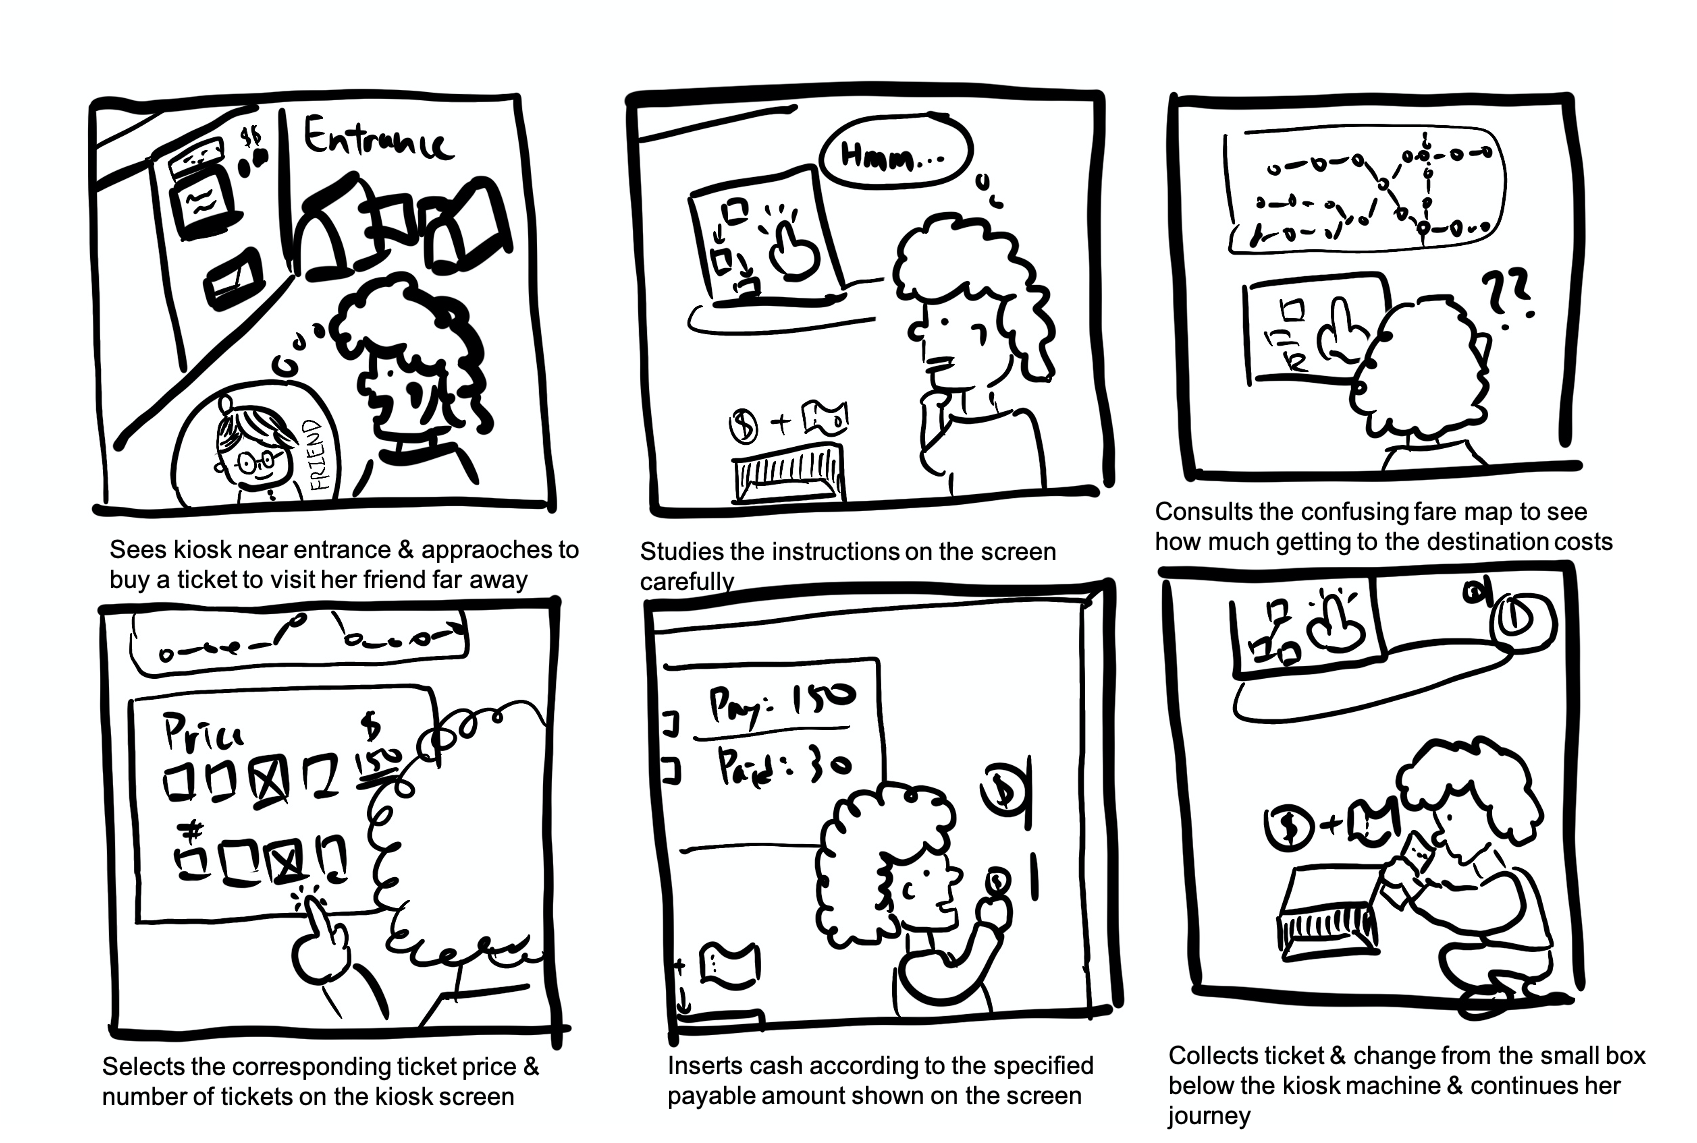 $$
Entrance
FRIEND
Sees kiosk near entrance & appraoches to
buy a ticket to visit her friend far away
Hmm...
$ +
Studies the instructions on the screen
carefully
??
Consults the confusing fare map to see
how much getting to the destination costs
Price $
150
#
Selects the corresponding ticket price &
number of tickets on the kiosk screen
Pay: 150
Paid: 30
$
+
Inserts cash according to the specified
payable amount shown on the screen
$ +
Collects ticket & change from the small box
below the kiosk machine & continues her
journey